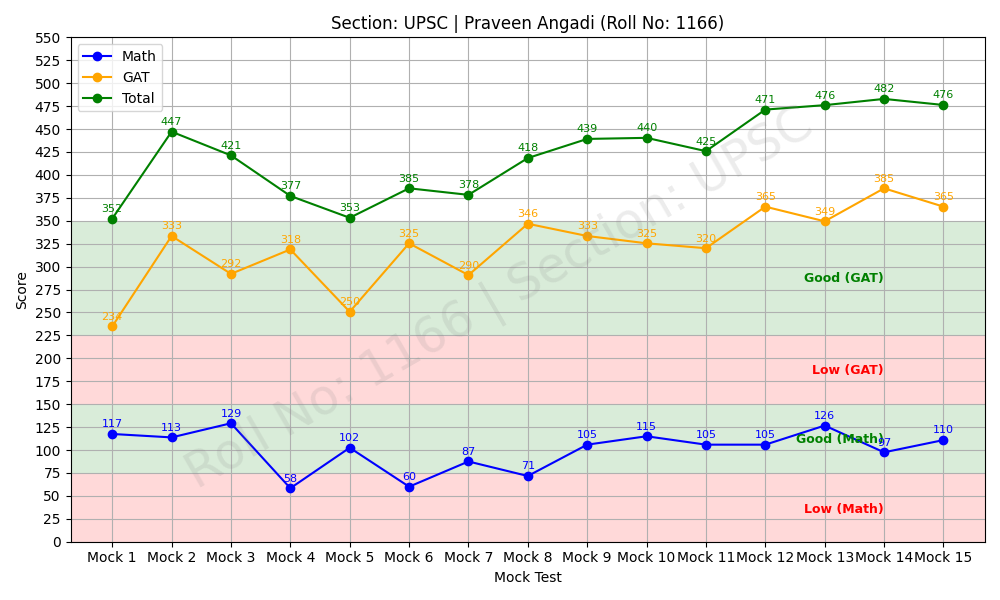 Section: UPSC | Praveen Angadi (Roll No: 1166)
Math
GAT
Total
Score
550
525
500
475
450
425
400
375
350
325
300
275
250
225
200
175
150
125
100
75
50
25
0
352 447 421 377 353 385 378 418 439 440 425 471 476 482 476
234 333 292 318 250 325 290 346 333 325 320 365 349 385 365
117 113 129 58 102 60 87 71 105 115 105 105 126 97 110
Good (GAT)
Low (GAT)
Good (Math)
Low (Math)
Roll No: 1166 | Section: UPSC
Mock 1 Mock 2 Mock 3 Mock 4 Mock 5 Mock 6 Mock 7 Mock 8 Mock 9 Mock 10 Mock 11 Mock 12 Mock 13 Mock 14 Mock 15
Mock Test